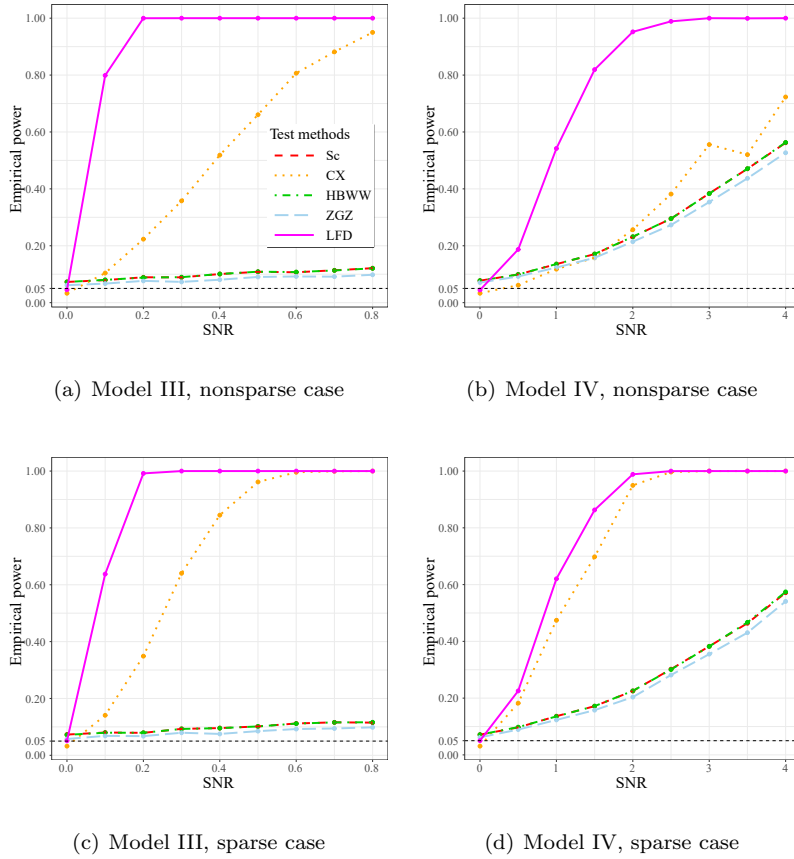 1.00
0.80
0.60
0.40
0.20
0.05
0.00
Empirical power
0.0
0.2
0.4
0.6
0.8
SNR
Test methods
Sc
CX
HBWW
ZGZ
LFD
(a) Model III, nonsparse case
1.00
0.80
0.60
0.40
0.20
0.05
0.00
Empirical power
0
1
2
3
4
SNR
(b) Model IV, nonsparse case
1.00
0.80
0.60
0.40
0.20
0.05
0.00
Empirical power
0.0
0.2
0.4
0.6
0.8
SNR
(c) Model III, sparse case
1.00
0.80
0.60
0.40
0.20
0.05
0.00
Empirical power
0
1
2
3
4
SNR
(d) Model IV, sparse case